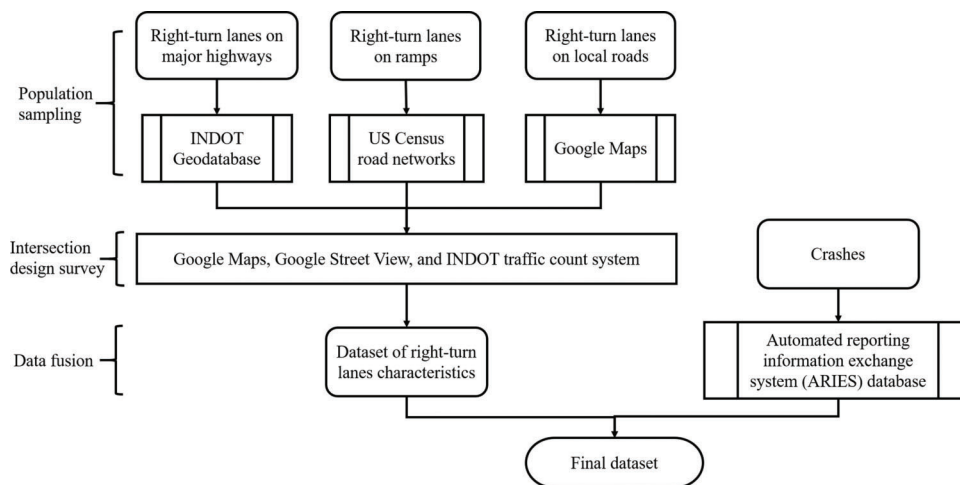 Right-turn lanes on
major highways
Right-turn lanes
on ramps
Right-turn lanes
on local roads
Population
sampling
INDOT
Geodatabase
US Census
road networks
Google Maps
Intersection
design survey
Google Maps, Google Street View, and INDOT traffic count system
Crashes
Data fusion
Dataset of right-turn
lanes characteristics
Automated reporting
information exchange
system (ARIES) database
Final dataset